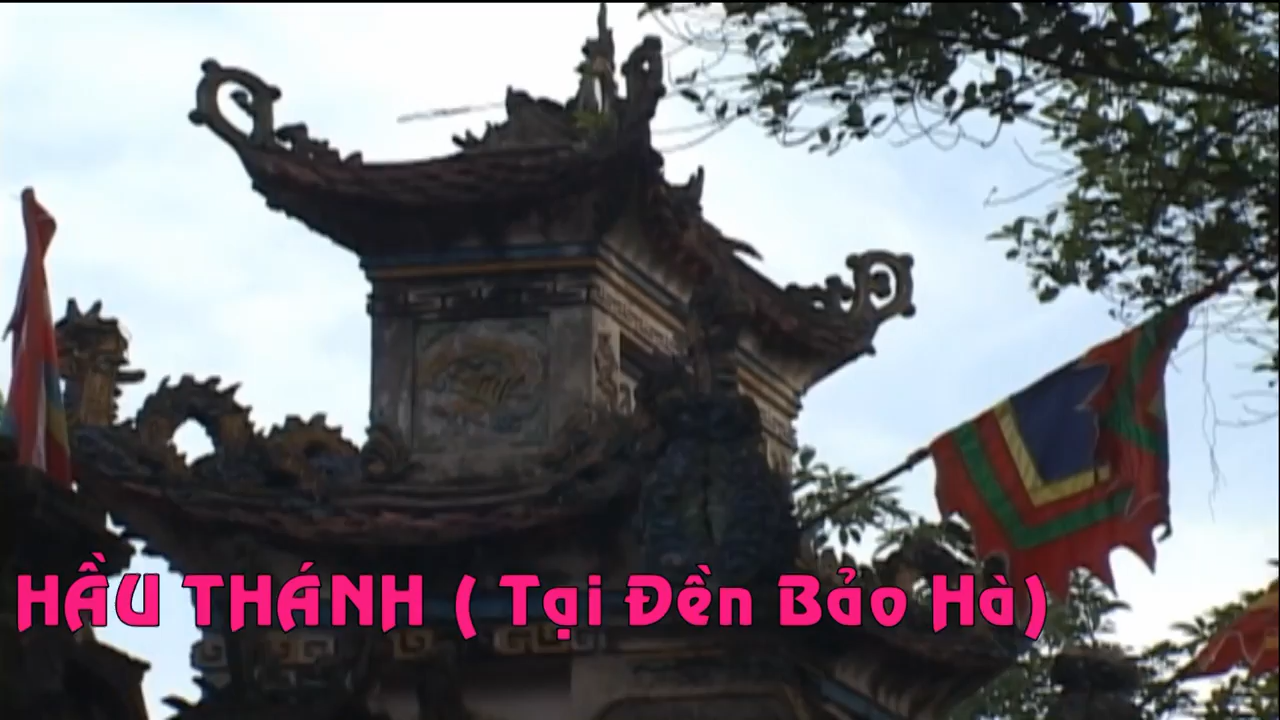 HẦU THÁNH ( Tại Đền Bảo Hà)